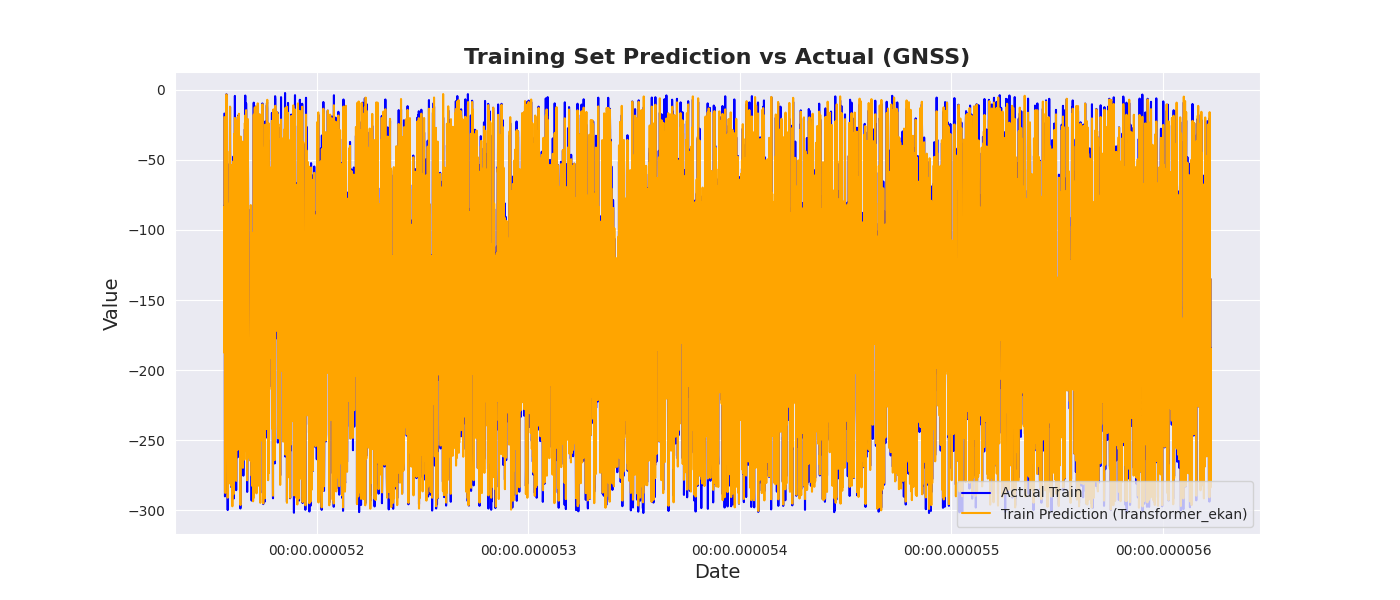 Training Set Prediction vs Actual (GNSS)
Value
0
−50
−100
−150
−200
−250
−300
00:00.000052
00:00.000053
00:00.000054
00:00.000055
00:00.000056
Date
Actual Train
Train Prediction (Transformer_ekan)